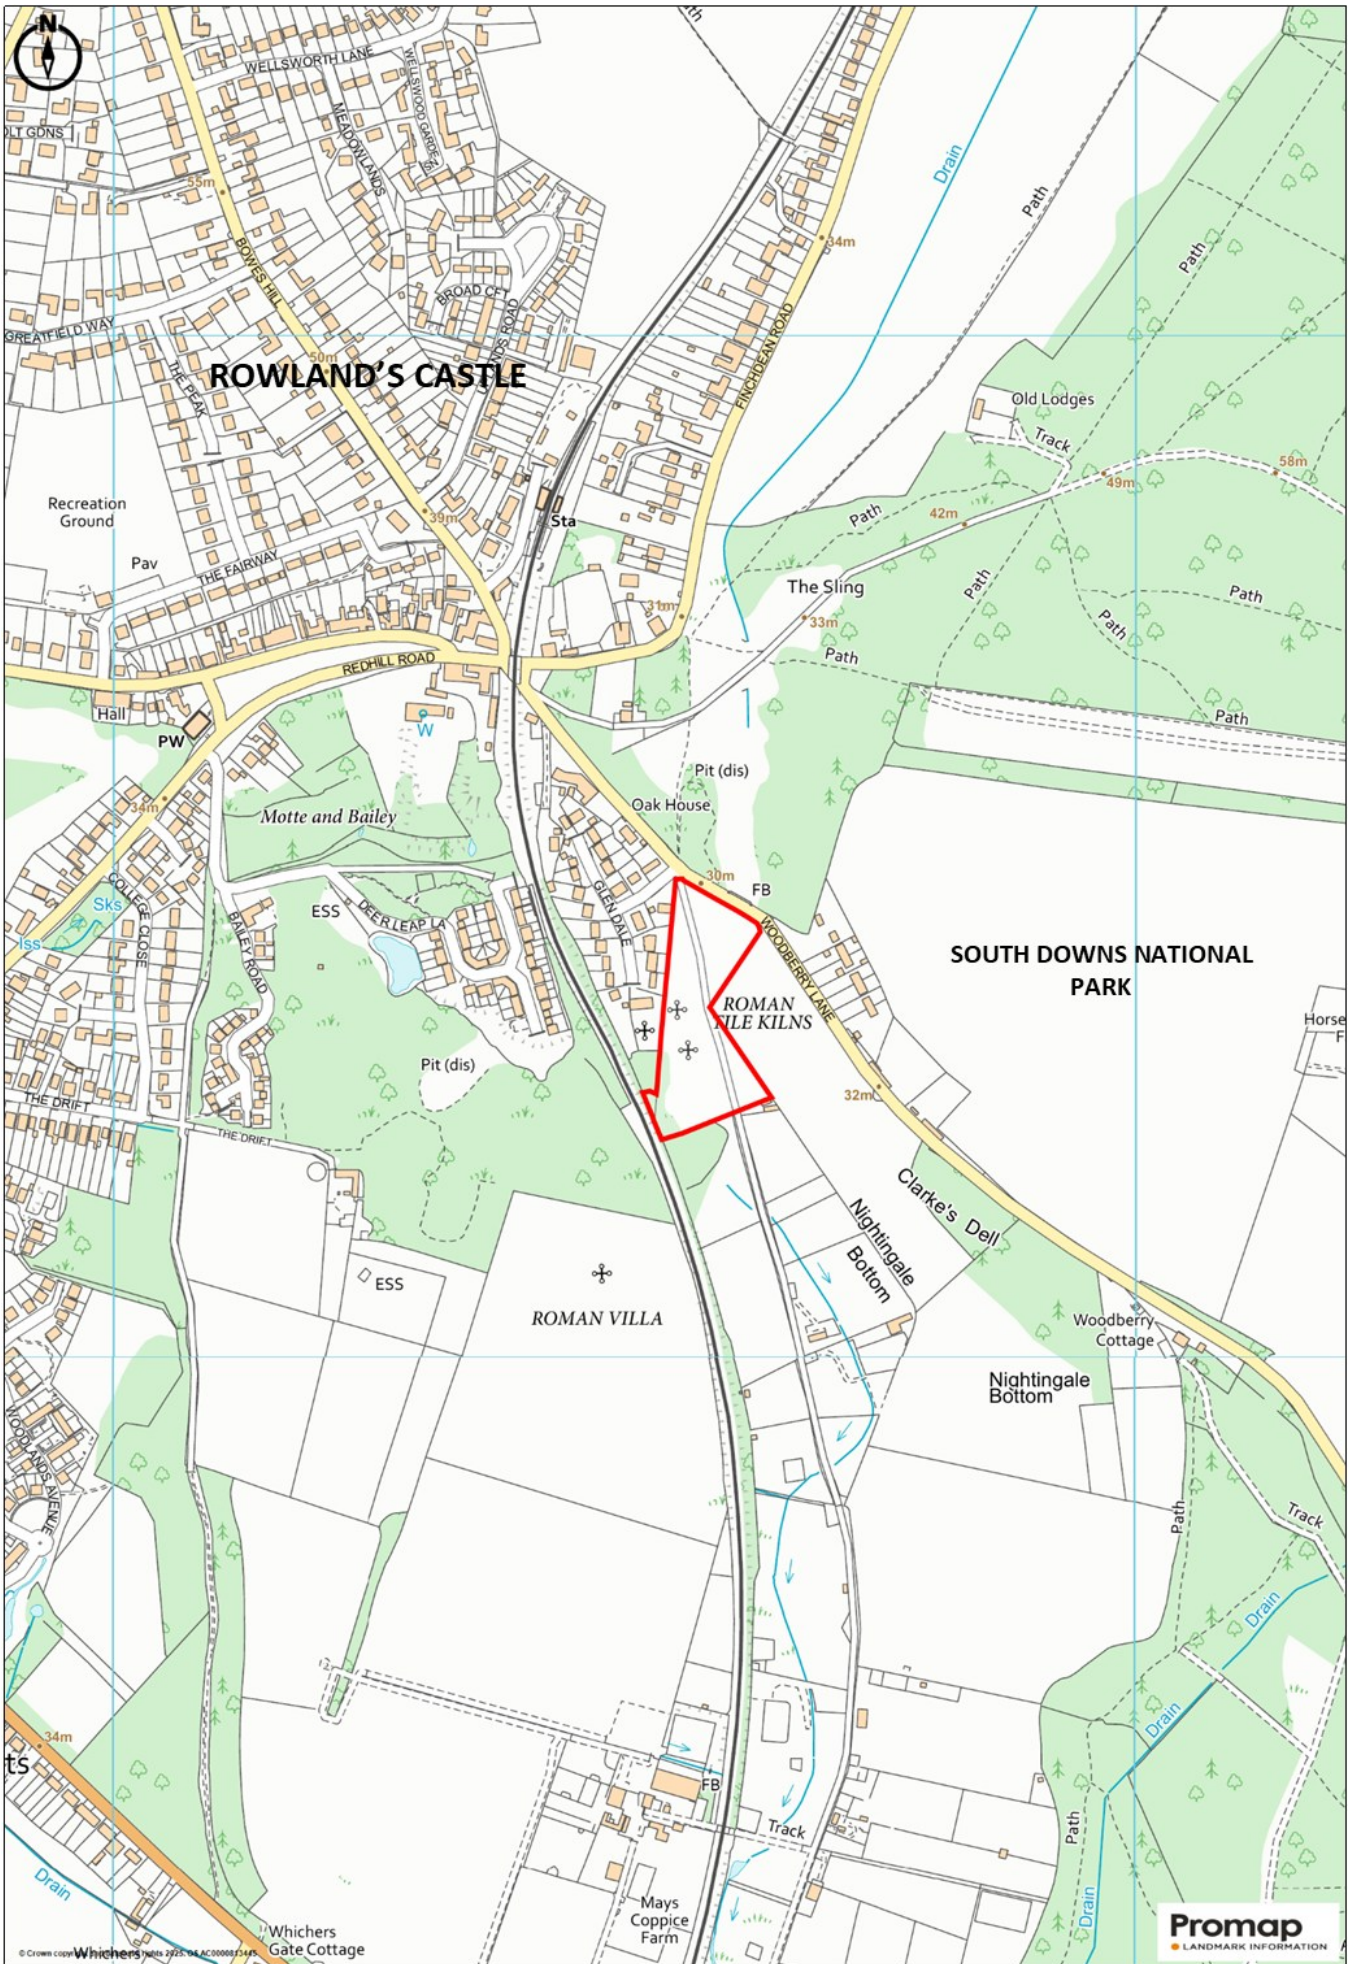 N
WELLSWORTH LANE
WELLSWOOD GARDENS
MEADOWLANDS
OLT GDNS
55m
BOWES HILL
BROAD CFT
GREATFIELD WAY
THE PEAK
50m
ROWLAND'S CASTLE
FINCHDEAN ROAD
34m
Drain
Path
Path
Old Lodges
Track
58m
49m
42m
Path
Recreation
Ground
39m
Sta
Pav
THE FAIRWAY
31m
The Sling
33m
Path
Path
Path
Path
REDHILL ROAD
Hall
PW
W
Path
Pit (dis)
Oak House
34m
Motte and Bailey
30m
FB
COLLEGE CLOSE
Sks
Iss
ESS
DEER LEAP LA
GLEN DALE
BAILEY ROAD
WOODBERRY LANE
SOUTH DOWNS NATIONAL
PARK
ROMAN
TILE KILNS
Horse
F
Pit (dis)
32m
THE DRIFT
THE DRIFT
Clarke's Dell
Nightingale
Bottom
ESS
ROMAN VILLA
Woodberry
Cottage
Nightingale
Bottom
WOODLANDS AVENUE
Path
Track
Drain
Drain
34m
ts
FB
Track
Path
Drain
Drain
Mays
Coppice
Farm
Whichers
Gate Cottage
Whichers
Promap
LANDMARK INFORMATION